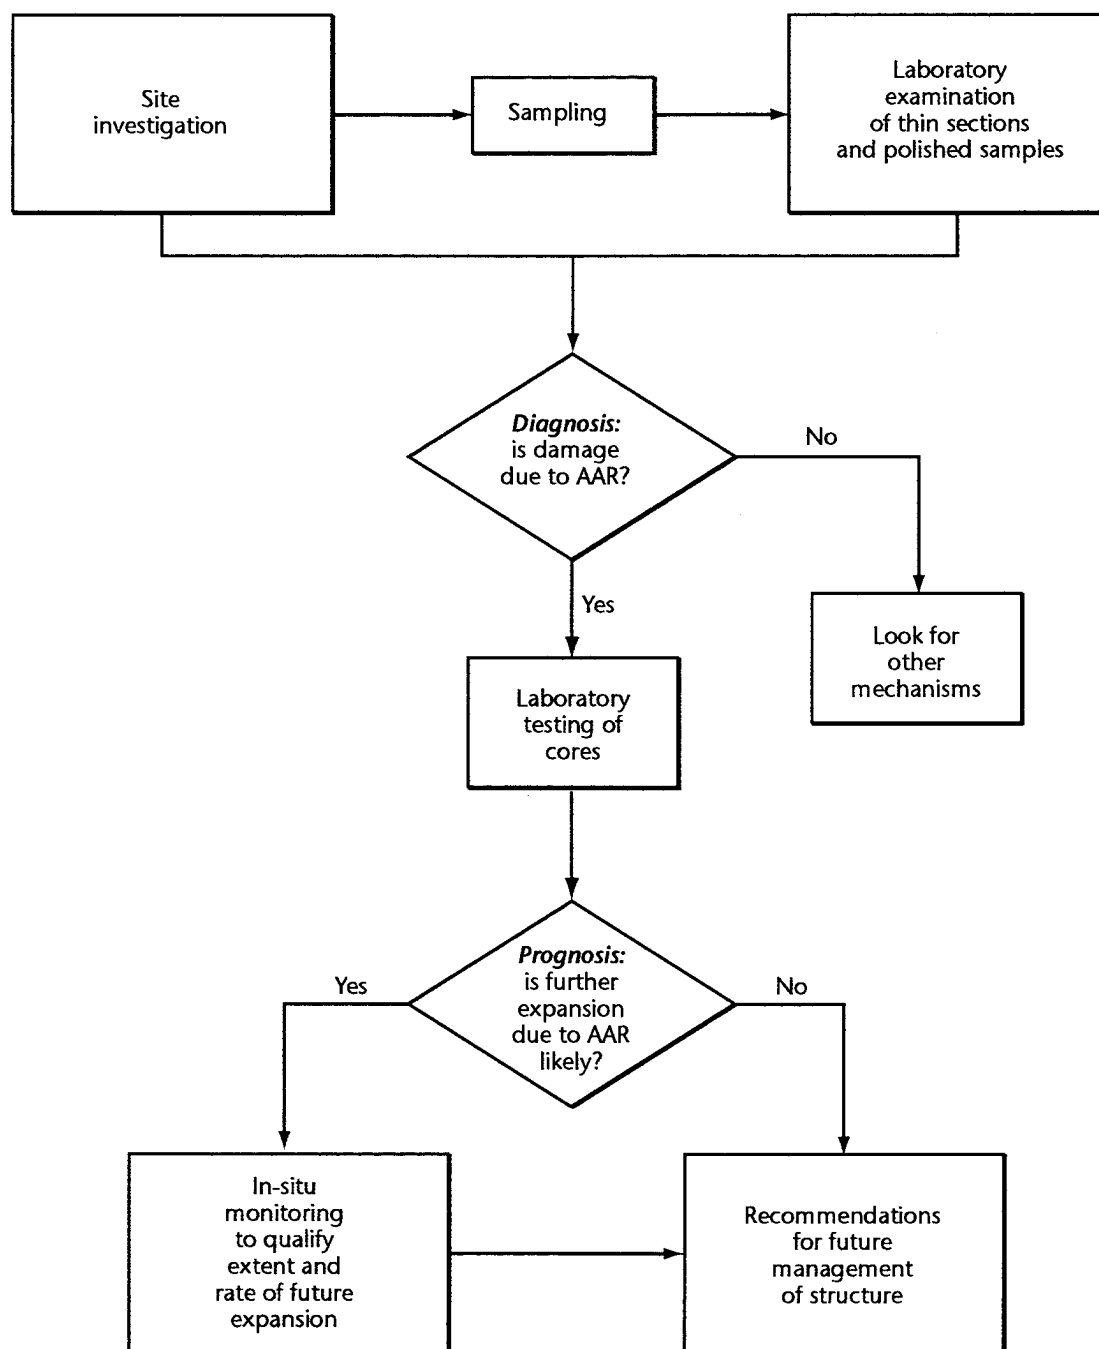 Site
investigation
Sampling
Laboratory
examination
of thin sections
and polished samples
Diagnosis:
is damage
due to AAR?
No
Yes
Look for
other
mechanisms
Laboratory
testing of
cores
Prognosis:
is further
expansion
due to AAR
likely?
Yes
No
In-situ
monitoring
to qualify
extent and
rate of future
expansion
Recommendations
for future
management
of structure